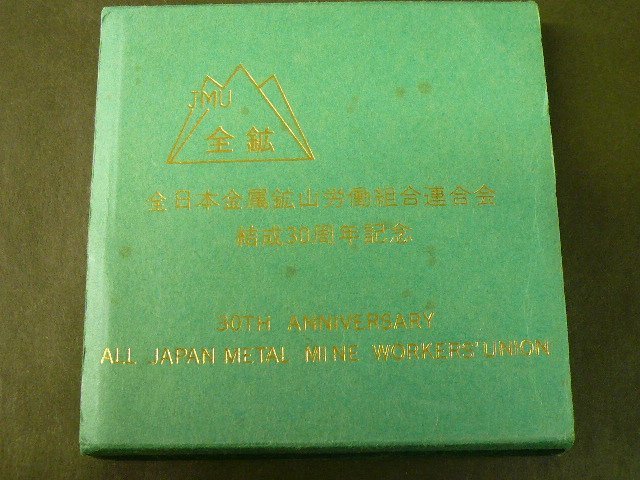 JMU
全鉱
全日本金属鉱山労働組合連合会
結成30周年記念
30TH ANNIVERSARY
ALL JAPAN METAL MINE WORKERS' UNION